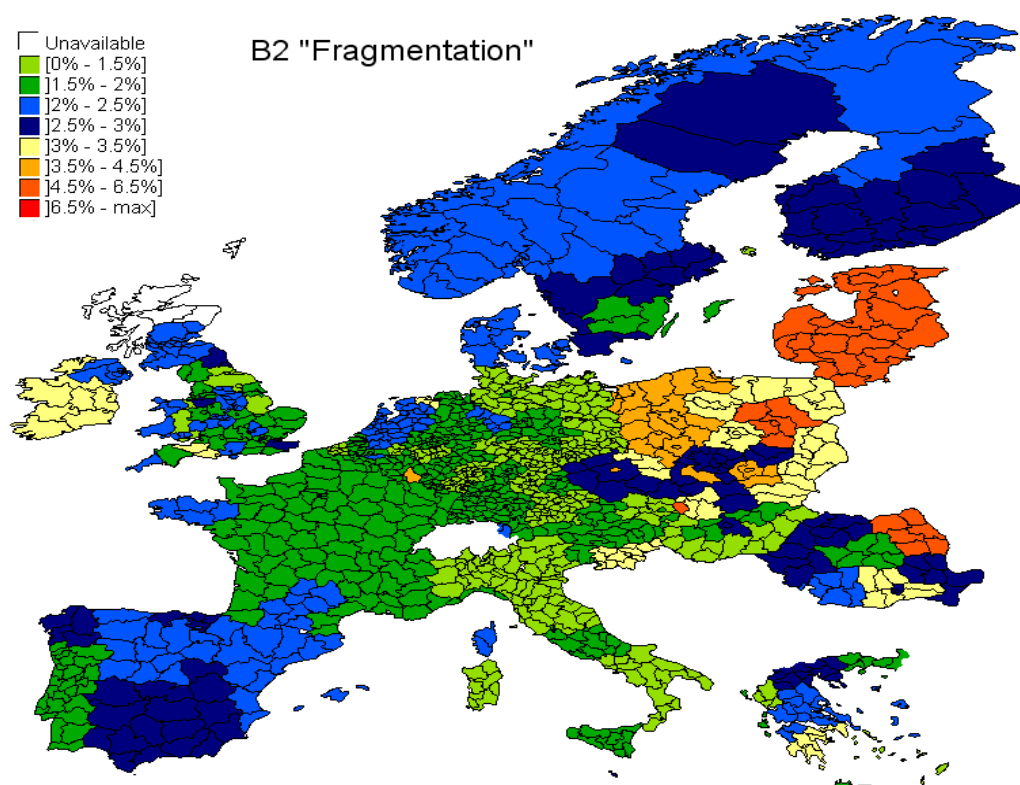 B2 "Fragmentation"
Unavailable
[0% - 1.5%]
]1.5% - 2%]
]2% - 2.5%]
]2.5% - 3%]
]3% - 3.5%]
]3.5% - 4.5%]
]4.5% - 6.5%]
]6.5% - max]